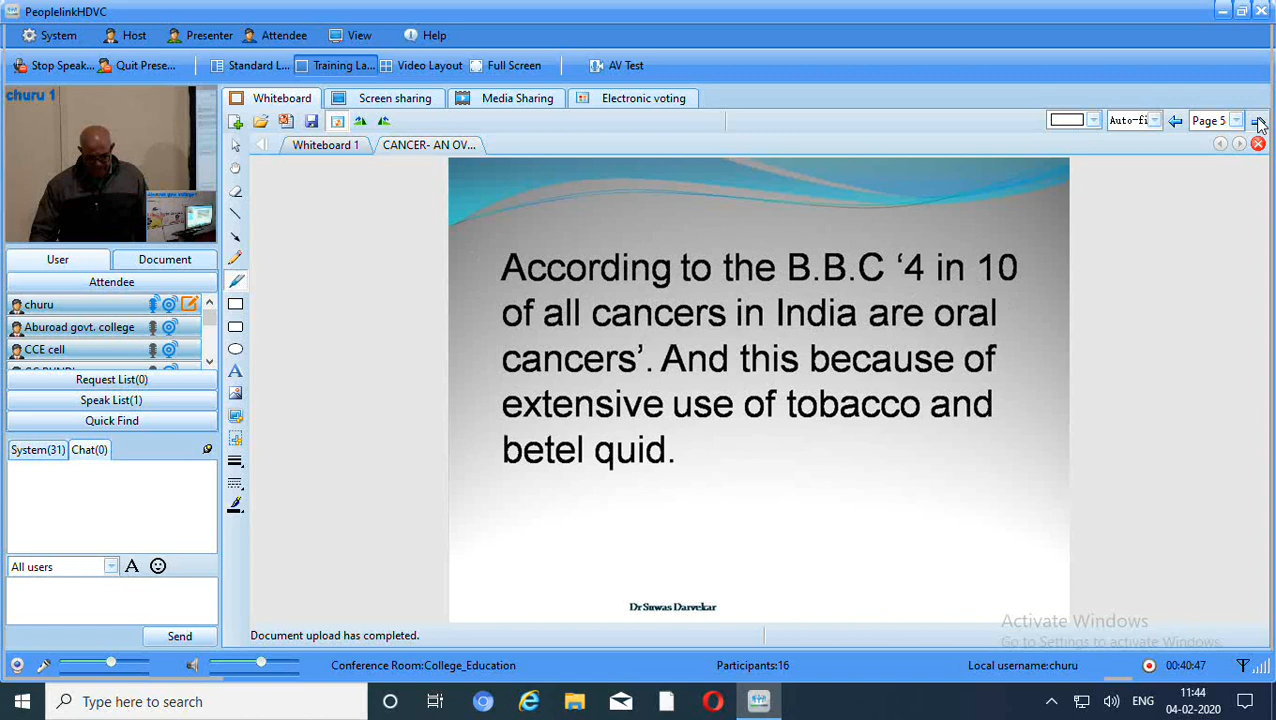 PeoplelinkHDVC
System Host Presenter Attendee View Help
Stop Speak... Quit Prese... Standard L... Training La... Video Layout Full Screen AV Test
churu 1
Whiteboard Screen sharing Media Sharing Electronic voting
Auto-fi Page 5
Whiteboard 1 CANCER- AN OV...
According to the B.B.C ‘4 in 10
of all cancers in India are oral
cancers’. And this because of
extensive use of tobacco and
betel quid.
Dr Suwas Darvekar
User Document
Attendee
churu
Aburoad govt. college
CCE cell
Request List(0)
Speak List(1)
Quick Find
System(31) Chat(0)
All users
Send
Document upload has completed.
Activate Windows
Go to Settings to activate Windows.
Conference Room:College_Education Participants:16 Local username:churu 00:40:47
Type here to search
ENG
11:44
04-02-2020